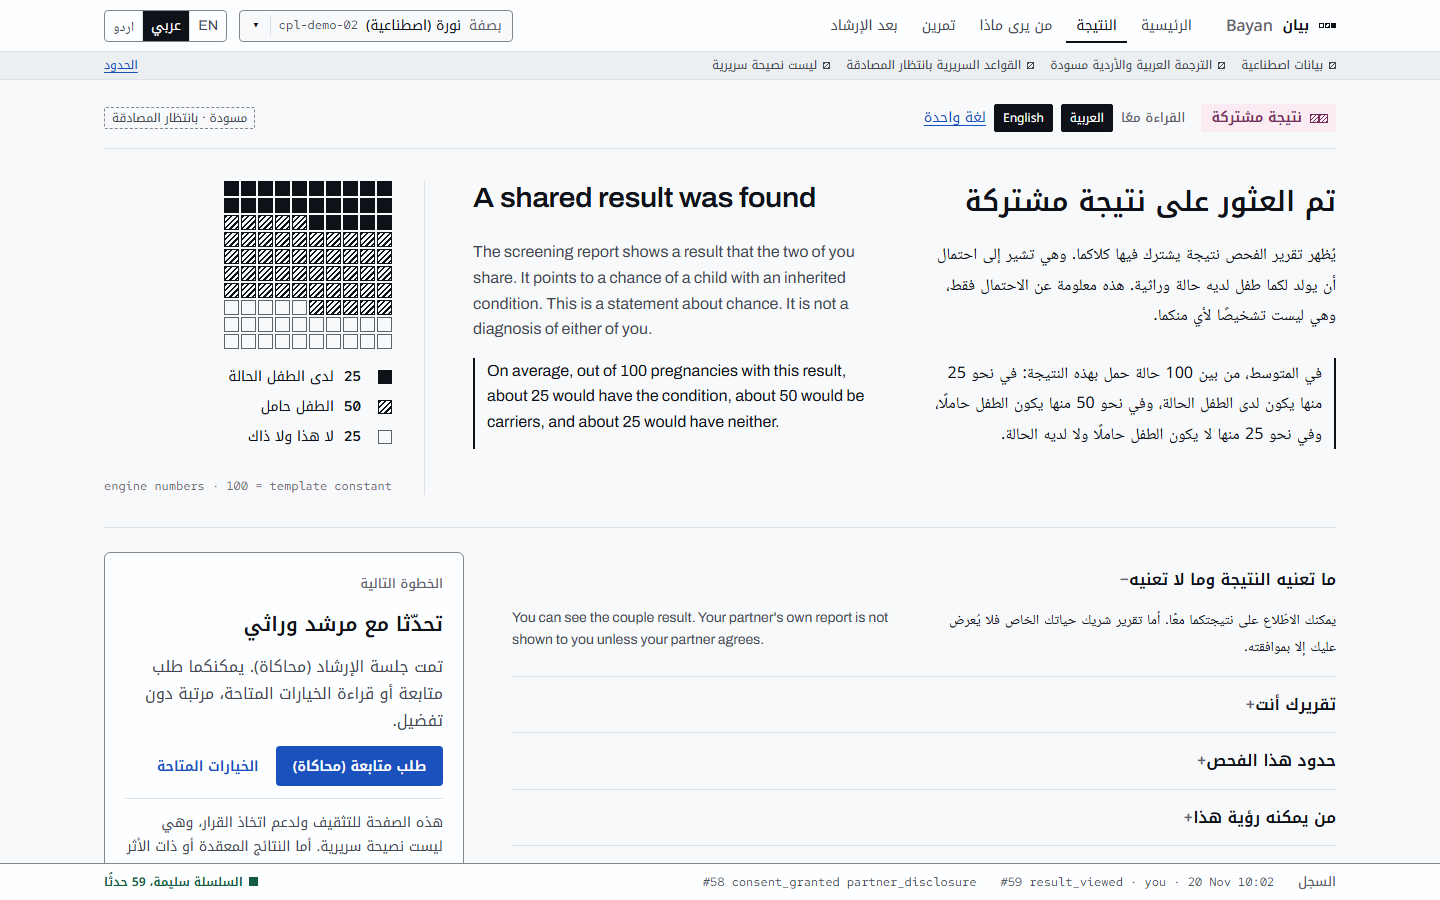 بيان Bayan
الرئيسية
النتيجة
من يرى ماذا
تمرين
بعد الإرشاد
بصفة نورة (اصطناعية) cpl-demo-02
EN
عربي
اردو
بيانات اصطناعية
الترجمة العربية والأردية مسودة
القواعد السريرية بانتظار المصادقة
ليست نصيحة سريرية
الحدود
نتيجة مشتركة
القراءة معًا
العربية
English
لغة واحدة
مسودة · بانتظار المصادقة
تم العثور على نتيجة مشتركة
يُظهر تقرير الفحص نتيجة يشترك فيها كلاكما. وهي تشير إلى احتمال
أن يولد لكما طفل لديه حالة وراثية. هذه معلومة عن الاحتمال فقط،
وهي ليست تشخيصًا لأي منكما.
في المتوسط، من بين 100 حالة حمل بهذه النتيجة: في نحو 25
منها يكون لدى الطفل الحالة، وفي نحو 50 منها يكون الطفل حاملًا،
وفي نحو 25 منها لا يكون الطفل حاملًا ولا لديه الحالة.
A shared result was found
The screening report shows a result that the two of you
share. It points to a chance of a child with an inherited
condition. This is a statement about chance. It is not a
diagnosis of either of you.
On average, out of 100 pregnancies with this result,
about 25 would have the condition, about 50 would be
carriers, and about 25 would have neither.
25 لدى الطفل الحالة
50 الطفل حامل
25 لا هذا ولا ذاك
engine numbers · 100 = template constant
ما تعنيه النتيجة وما لا تعنيه−
يمكنك الاطّلاع على نتيجتكما معًا. أما تقرير شريك حياتك الخاص فلا يُعرض
عليك إلا بموافقته.
You can see the couple result. Your partner's own report is not
shown to you unless your partner agrees.
تقريرك أنت+
حدود هذا الفحص+
من يمكنه رؤية هذا+
الخطوة التالية
تحدّثا مع مرشد وراثي
تمت جلسة الإرشاد (محاكاة). يمكنكما طلب
متابعة أو قراءة الخيارات المتاحة، مرتبة دون
تفضيل.
طلب متابعة (محاكاة)
الخيارات المتاحة
هذه الصفحة للتثقيف ولدعم اتخاذ القرار، وهي
ليست نصيحة سريرية. أما النتائج المعقدة أو ذات الأثر
السجل
#59 result_viewed · you · 20 Nov 10:02
#58 consent_granted partner_disclosure
السلسلة سليمة، 59 حدثًا